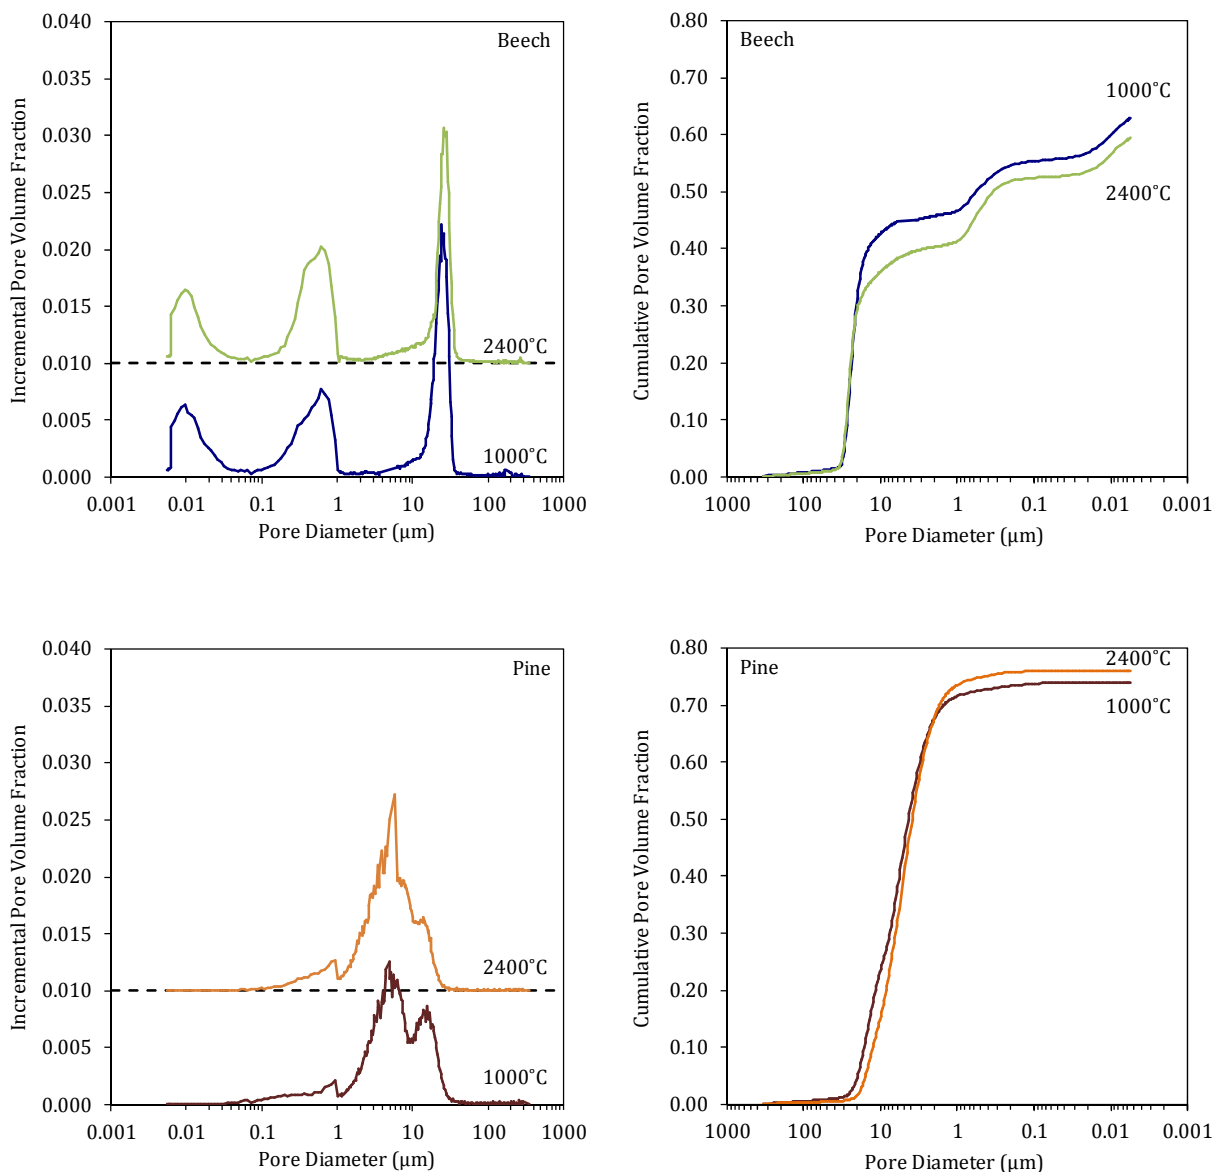 0.040
0.035
0.030
0.025
0.020
0.015
0.010
0.005
0.000
Incremental Pore Volume Fraction
Beech
2400°C
1000°C
0.001 0.01 0.1 1 10 100 1000
Pore Diameter (μm)
0.80
0.70
0.60
0.50
0.40
0.30
0.20
0.10
0.00
Cumulative Pore Volume Fraction
Beech
1000°C
2400°C
1000 100 10 1 0.1 0.01 0.001
Pore Diameter (μm)
0.040
0.035
0.030
0.025
0.020
0.015
0.010
0.005
0.000
Incremental Pore Volume Fraction
Pine
2400°C
1000°C
0.001 0.01 0.1 1 10 100 1000
Pore Diameter (μm)
0.80
0.70
0.60
0.50
0.40
0.30
0.20
0.10
0.00
Cumulative Pore Volume Fraction
Pine
2400°C
1000°C
1000 100 10 1 0.1 0.01 0.001
Pore Diameter (μm)